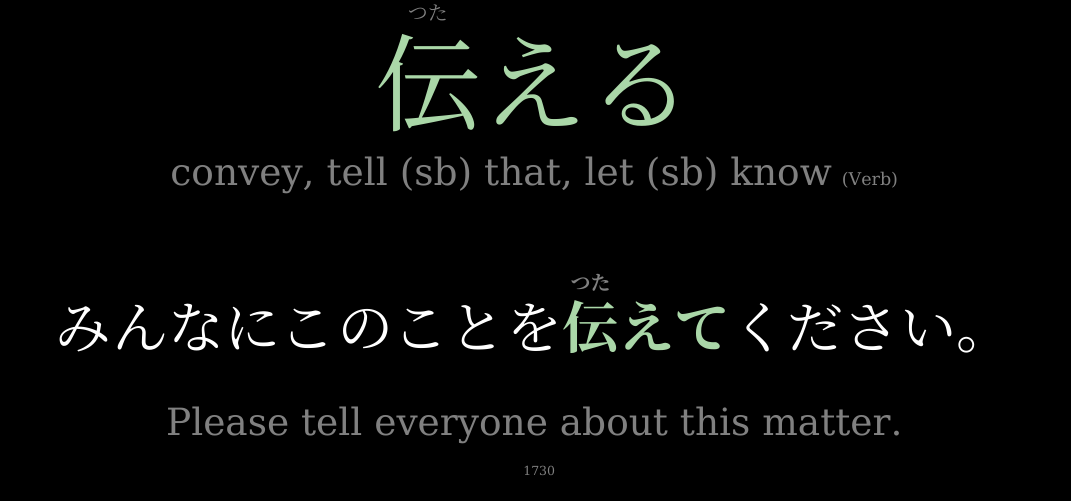 つた
伝える
convey, tell (sb) that, let (sb) know (Verb)
つた
みんなにこのことを伝えてください。
Please tell everyone about this matter.
1730